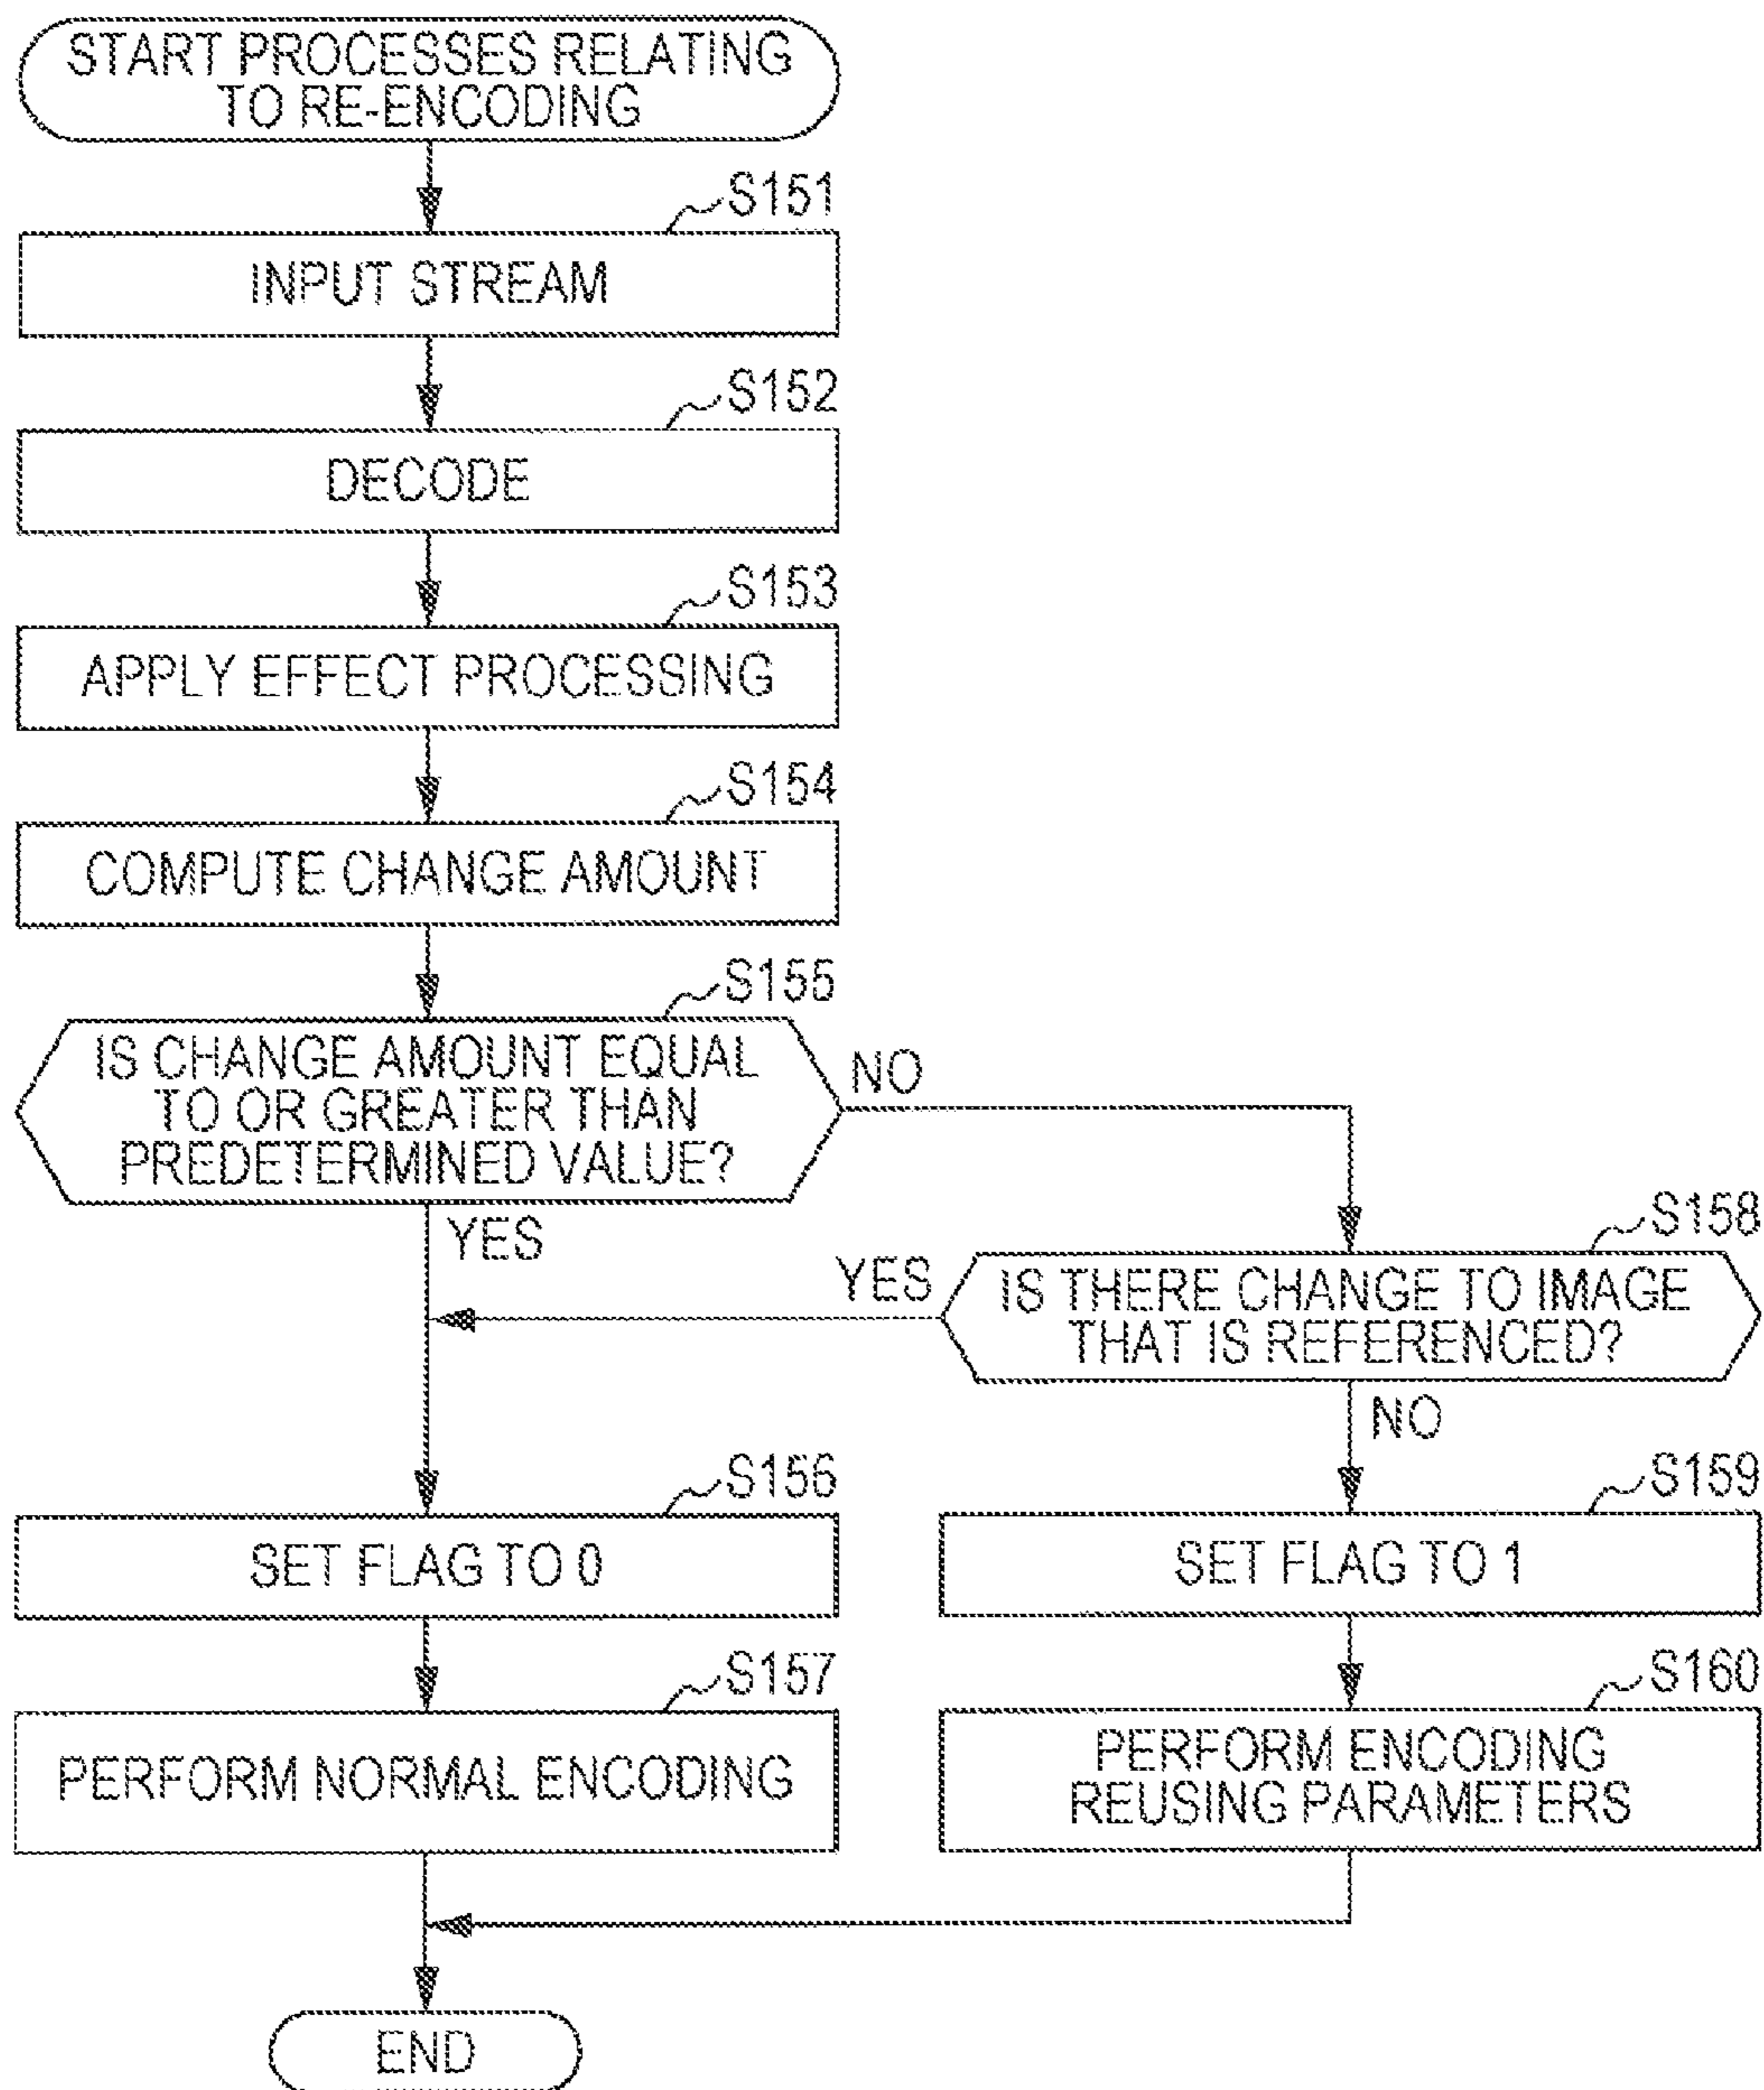 START PROCESSES RELATING
TO RE-ENCODING
S151
INPUT STREAM
S152
DECODE
S153
APPLY EFFECT PROCESSING
S154
COMPUTE CHANGE AMOUNT
S155
IS CHANGE AMOUNT EQUAL
TO OR GREATER THAN
PREDETERMINED VALUE?
NO
YES
S158
YES
IS THERE CHANGE TO IMAGE
THAT IS REFERENCED?
NO
S156
SET FLAG TO 0
S159
SET FLAG TO 1
S157
PERFORM NORMAL ENCODING
S160
PERFORM ENCODING
REUSING PARAMETERS
END